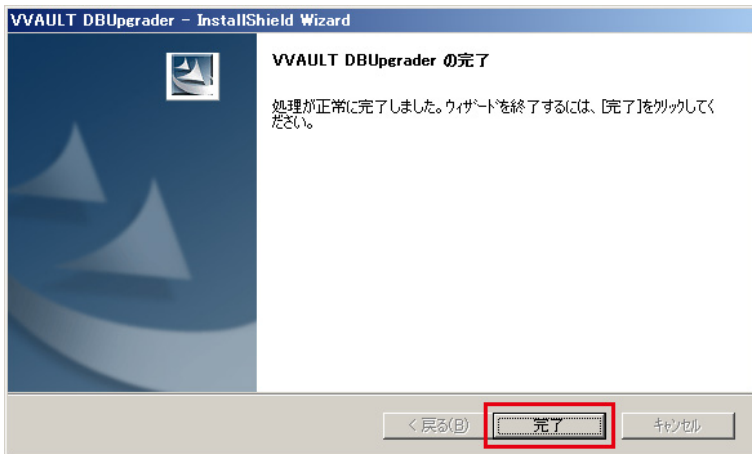 VVAULT DBUpgrader - InstallShield Wizard
VVAULT DBUpgrader の完了
処理が正常に完了しました。ウィザードを終了するには、[完了]をクリックしてく
ださい。
< 戻る(B)
完了
キャンセル